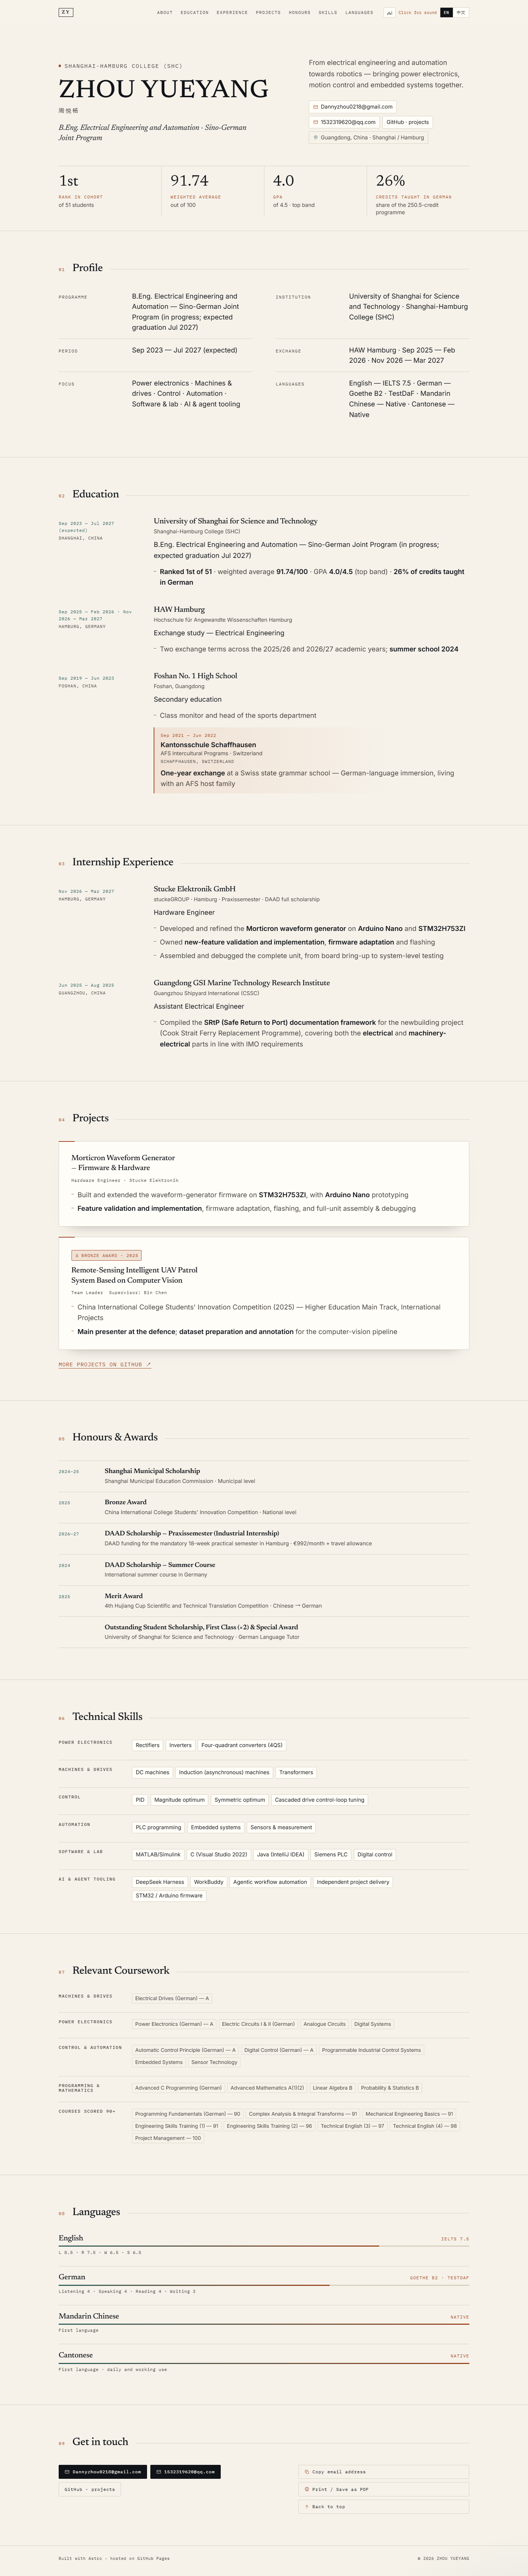 ZY
ABOUT EDUCATION EXPERIENCE PROJECTS HONOURS SKILLS LANGUAGES
EN 中文
SHANGHAI-HAMBURG COLLEGE (SHC)
ZHOU YUEYANG
周悦杨
B.Eng. Electrical Engineering and Automation · Sino-German
Joint Program
From electrical engineering and automation
towards robotics — bringing power electronics,
motion control and embedded systems together.
Dannyzhou0218@gmail.com
1532319620@qq.com GitHub · projects
Guangdong, China · Shanghai / Hamburg
1st
RANK IN COHORT
of 51 students
91.74
WEIGHTED AVERAGE
out of 100
4.0
GPA
of 4.5 · top band
26%
CREDITS TAUGHT IN GERMAN
share of the 250.5-credit
programme
01 Profile
PROGRAMME
B.Eng. Electrical Engineering and
Automation — Sino-German Joint
Program (in progress; expected
graduation Jul 2027)
INSTITUTION
University of Shanghai for Science
and Technology · Shanghai-Hamburg
College (SHC)
PERIOD
Sep 2023 — Jul 2027 (expected)
EXCHANGE
HAW Hamburg · Sep 2025 — Feb
2026 · Nov 2026 — Mar 2027
FOCUS
Power electronics · Machines &
drives · Control · Automation ·
Software & lab · AI & agent tooling
LANGUAGES
English — IELTS 7.5 · German —
Goethe B2 · TestDaF · Mandarin
Chinese — Native · Cantonese —
Native
02 Education
Sep 2023 — Jul 2027
(expected)
SHANGHAI, CHINA
University of Shanghai for Science and Technology
Shanghai-Hamburg College (SHC)
B.Eng. Electrical Engineering and Automation — Sino-German Joint Program (in progress;
expected graduation Jul 2027)
– Ranked 1st of 51 · weighted average 91.74/100 · GPA 4.0/4.5 (top band) · 26% of credits taught
in German
Sep 2025 — Feb 2026 · Nov
2026 — Mar 2027
HAMBURG, GERMANY
HAW Hamburg
Hochschule für Angewandte Wissenschaften Hamburg
Exchange study — Electrical Engineering
– Two exchange terms across the 2025/26 and 2026/27 academic years; summer school 2024
Sep 2019 — Jun 2023
FOSHAN, CHINA
Foshan No. 1 High School
Foshan, Guangdong
Secondary education
– Class monitor and head of the sports department
Sep 2021 — Jun 2022
Kantonsschule Schaffhausen
AFS Intercultural Programs · Switzerland
SCHAFFHAUSEN, SWITZERLAND
One-year exchange at a Swiss state grammar school — German-language immersion, living
with an AFS host family
03 Internship Experience
Nov 2026 — Mar 2027
HAMBURG, GERMANY
Stucke Elektronik GmbH
stuckeGROUP · Hamburg · Praxissemester · DAAD full scholarship
Hardware Engineer
– Developed and refined the Morticron waveform generator on Arduino Nano and STM32H753ZI
– Owned new-feature validation and implementation, firmware adaptation and flashing
– Assembled and debugged the complete unit, from board bring-up to system-level testing
Jun 2025 — Aug 2025
GUANGZHOU, CHINA
Guangdong GSI Marine Technology Research Institute
Guangzhou Shipyard International (CSSC)
Assistant Electrical Engineer
– Compiled the SRtP (Safe Return to Port) documentation framework for the newbuilding project
(Cook Strait Ferry Replacement Programme), covering both the electrical and machinery-
electrical parts in line with IMO requirements
04 Projects
Morticron Waveform Generator
— Firmware & Hardware
Hardware Engineer · Stucke Elektronik
– Built and extended the waveform-generator firmware on STM32H753ZI, with Arduino Nano prototyping
– Feature validation and implementation, firmware adaptation, flashing, and full-unit assembly & debugging
BRONZE AWARD · 2025
Remote-Sensing Intelligent UAV Patrol
System Based on Computer Vision
Team Leader Supervisor: Bin Chen
– China International College Students' Innovation Competition (2025) — Higher Education Main Track, International
Projects
– Main presenter at the defence; dataset preparation and annotation for the computer-vision pipeline
MORE PROJECTS ON GITHUB ↗
05 Honours & Awards
2024–25
Shanghai Municipal Scholarship
Shanghai Municipal Education Commission · Municipal level
2025
Bronze Award
China International College Students' Innovation Competition · National level
2026–27
DAAD Scholarship — Praxissemester (Industrial Internship)
DAAD funding for the mandatory 18-week practical semester in Hamburg · €992/month + travel allowance
2024
DAAD Scholarship — Summer Course
International summer course in Germany
2025
Merit Award
4th Hujiang Cup Scientific and Technical Translation Competition · Chinese → German
Outstanding Student Scholarship, First Class (×2) & Special Award
University of Shanghai for Science and Technology · German Language Tutor
06 Technical Skills
POWER ELECTRONICS
Rectifiers Inverters Four-quadrant converters (4QS)
MACHINES & DRIVES
DC machines Induction (asynchronous) machines Transformers
CONTROL
PID Magnitude optimum Symmetric optimum Cascaded drive control-loop tuning
AUTOMATION
PLC programming Embedded systems Sensors & measurement
SOFTWARE & LAB
MATLAB/Simulink C (Visual Studio 2022) Java (IntelliJ IDEA) Siemens PLC Digital control
AI & AGENT TOOLING
DeepSeek Harness WorkBuddy Agentic workflow automation Independent project delivery
STM32 / Arduino firmware
07 Relevant Coursework
MACHINES & DRIVES
Electrical Drives (German) — A
POWER ELECTRONICS
Power Electronics (German) — A Electric Circuits I & II (German) Analogue Circuits Digital Systems
CONTROL & AUTOMATION
Automatic Control Principle (German) — A Digital Control (German) — A Programmable Industrial Control Systems
Embedded Systems Sensor Technology
PROGRAMMING &
MATHEMATICS
Advanced C Programming (German) Advanced Mathematics A(1)(2) Linear Algebra B Probability & Statistics B
COURSES SCORED 90+
Programming Fundamentals (German) — 90 Complex Analysis & Integral Transforms — 91 Mechanical Engineering Basics — 91
Engineering Skills Training (1) — 91 Engineering Skills Training (2) — 96 Technical English (3) — 97 Technical English (4) — 98
Project Management — 100
08 Languages
English
IELTS 7.5
German
GOETHE B2 · TESTDAF
Listening 4 · Speaking 4 · Reading 4 · Writing 3
Mandarin Chinese
NATIVE
First language
Cantonese
NATIVE
First language · daily and working use
09 Get in touch
Dannyzhou0218@gmail.com 1532319620@qq.com
GitHub · projects
Copy email address
Print / Save as PDF
↑ Back to top
Built with Astro · hosted on GitHub Pages
© 2026 ZHOU YUEYANG